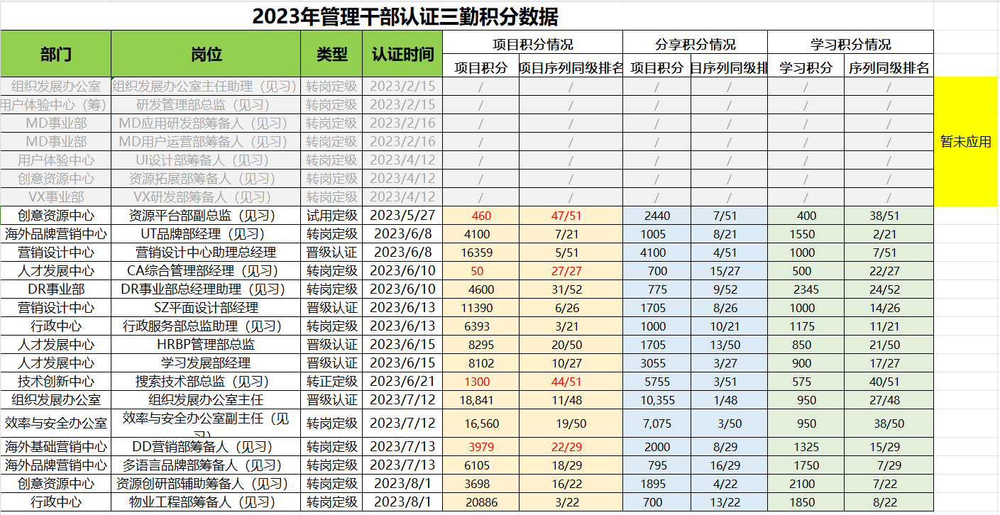 2023年管理干部认证三勤积分数据
部门 岗位 类型 认证时间 项目积分情况 分享积分情况 学习积分情况
项目积分 项目序列同级排名 项目积分 目序列同级排 学习积分 序列同级排名
组织发展办公室 组织发展办公室主任助理（见习） 转岗定级 2023/2/15 / / / / / /
用户体验中心（筹） 研发管理部总监（见习） 转岗定级 2023/2/15 / / / / / /
MD事业部 MD应用研发部筹备人（见习） 转岗定级 2023/2/16 / / / / / /
MD事业部 MD用户运营部筹备人（见习） 转岗定级 2023/2/16 / / / / / / 暂未应用
用户体验中心 UI设计部筹备人（见习） 转岗定级 2023/4/12 / / / / / /
创意资源中心 资源拓展部筹备人（见习） 转岗定级 2023/4/12 / / / / / /
VX事业部 VX研发部筹备人（见习） 转岗定级 2023/4/12 / / / / / /
创意资源中心 资源平台部副总监（见习） 试用定级 2023/5/27 460 47/51 2440 7/51 400 38/51
海外品牌营销中心 UT品牌部经理（见习） 转岗定级 2023/6/8 4100 7/21 1005 8/21 1550 2/21
营销设计中心 营销设计中心助理总经理 晋级认证 2023/6/8 16359 5/51 4100 4/51 1000 7/51
人才发展中心 CA综合管理部经理（见习） 转岗定级 2023/6/10 50 27/27 700 15/27 500 22/27
DR事业部 DR事业部总经理助理（见习） 转岗定级 2023/6/10 4600 31/52 775 9/52 2345 24/52
营销设计中心 SZ平面设计部经理 晋级认证 2023/6/13 11390 6/26 1705 8/26 1000 14/26
行政中心 行政服务部总监助理（见习） 转岗定级 2023/6/13 6393 3/21 1000 10/21 1175 11/21
人才发展中心 HRBP管理部总监 晋级认证 2023/6/15 8295 20/50 1705 13/50 850 21/50
人才发展中心 学习发展部经理 晋级认证 2023/6/15 8102 10/27 3055 3/27 900 17/27
技术创新中心 搜索技术部总监（见习） 转正定级 2023/6/21 1300 44/51 5755 3/51 575 40/51
组织发展办公室 组织发展办公室主任 晋级认证 2023/7/12 18,841 11/48 10,355 1/48 950 27/48
效率与安全办公室 效率与安全办公室副主任（见习） 转岗定级 2023/7/12 16,560 19/50 7,075 3/50 950 38/50
海外基础营销中心 DD营销部筹备人（见习） 转岗定级 2023/7/13 3979 22/29 2000 8/29 1325 15/29
海外品牌营销中心 多语言品牌部筹备人（见习） 转岗定级 2023/7/13 6105 18/29 795 16/29 1750 7/29
创意资源中心 资源创研部辅助筹备人（见习） 转岗定级 2023/8/1 3698 16/22 1895 4/22 2100 7/22
行政中心 物业工程部筹备人（见习） 转岗定级 2023/8/1 20886 3/22 700 13/22 1850 8/22